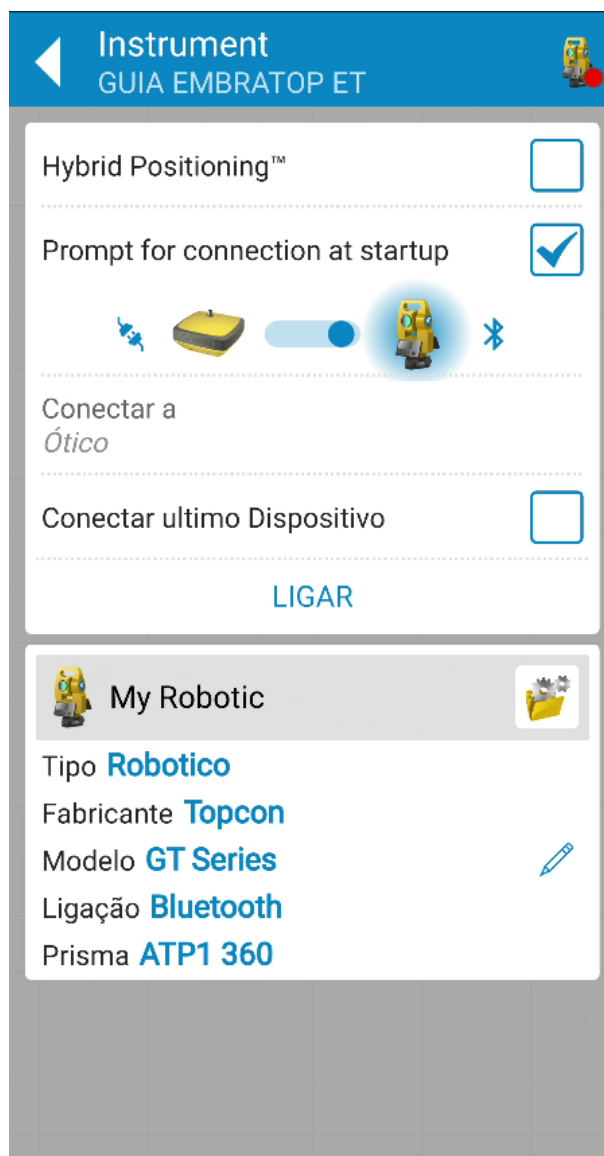 Instrument
GUIA EMBRATOP ET
Hybrid Positioning™
Prompt for connection at startup
Conectar a
Ótico
Conectar ultimo Dispositivo
LIGAR
My Robotic
Tipo Robotico
Fabricante Topcon
Modelo GT Series
Ligação Bluetooth
Prisma ATP1 360